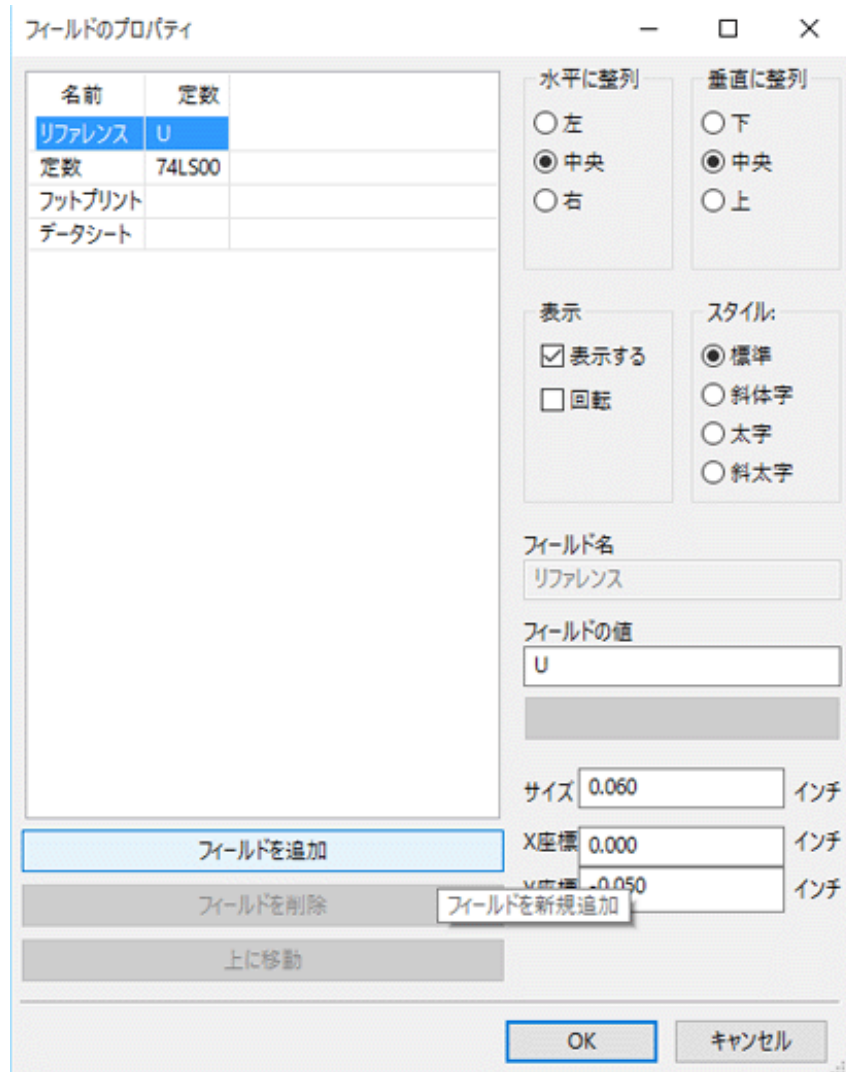 フィールドのプロパティ
名前 定数
リファレンス U
定数 74LS00
フットプリント
データシート
水平に整列
左
中央
右
垂直に整列
下
中央
上
表示
表示する
回転
スタイル:
標準
斜体字
太字
斜太字
フィールド名
リファレンス
フィールドの値
U
サイズ 0.060 インチ
X座標 0.000 インチ
Y座標 -0.050 インチ
フィールドを追加
フィールドを削除
フィールドを新規追加
上に移動
OK キャンセル